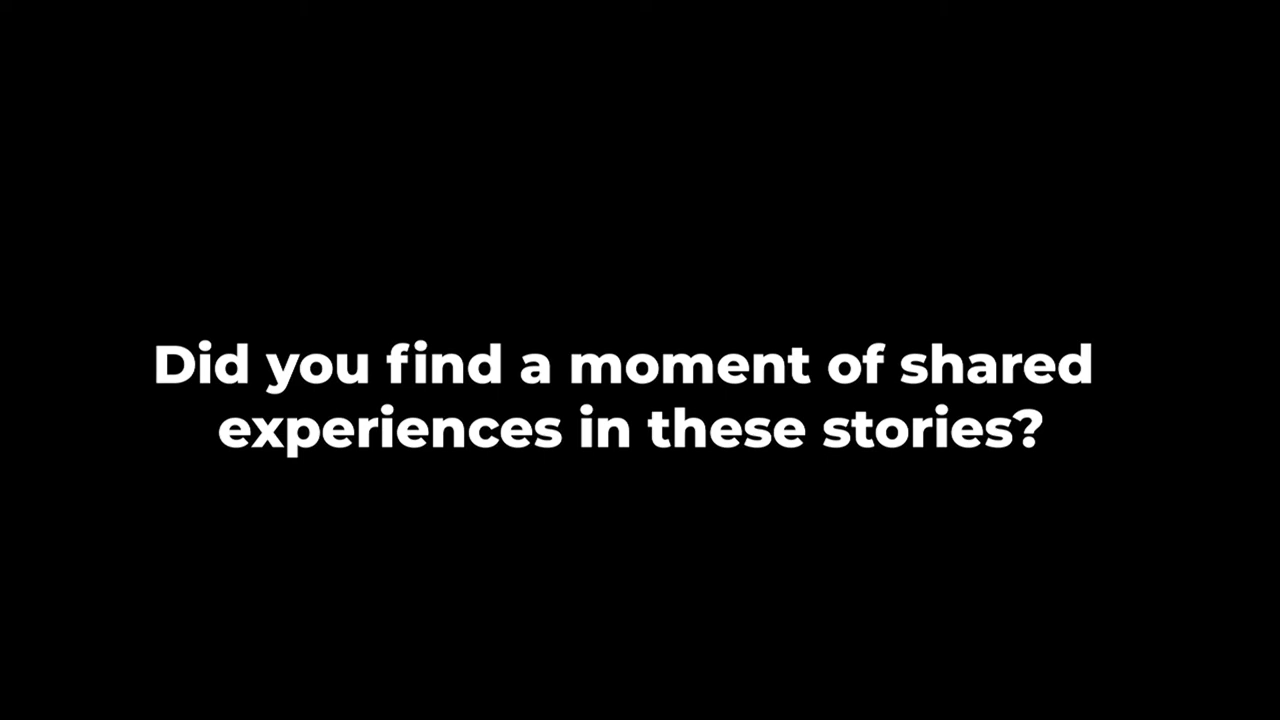 Did you find a moment of shared
experiences in these stories?